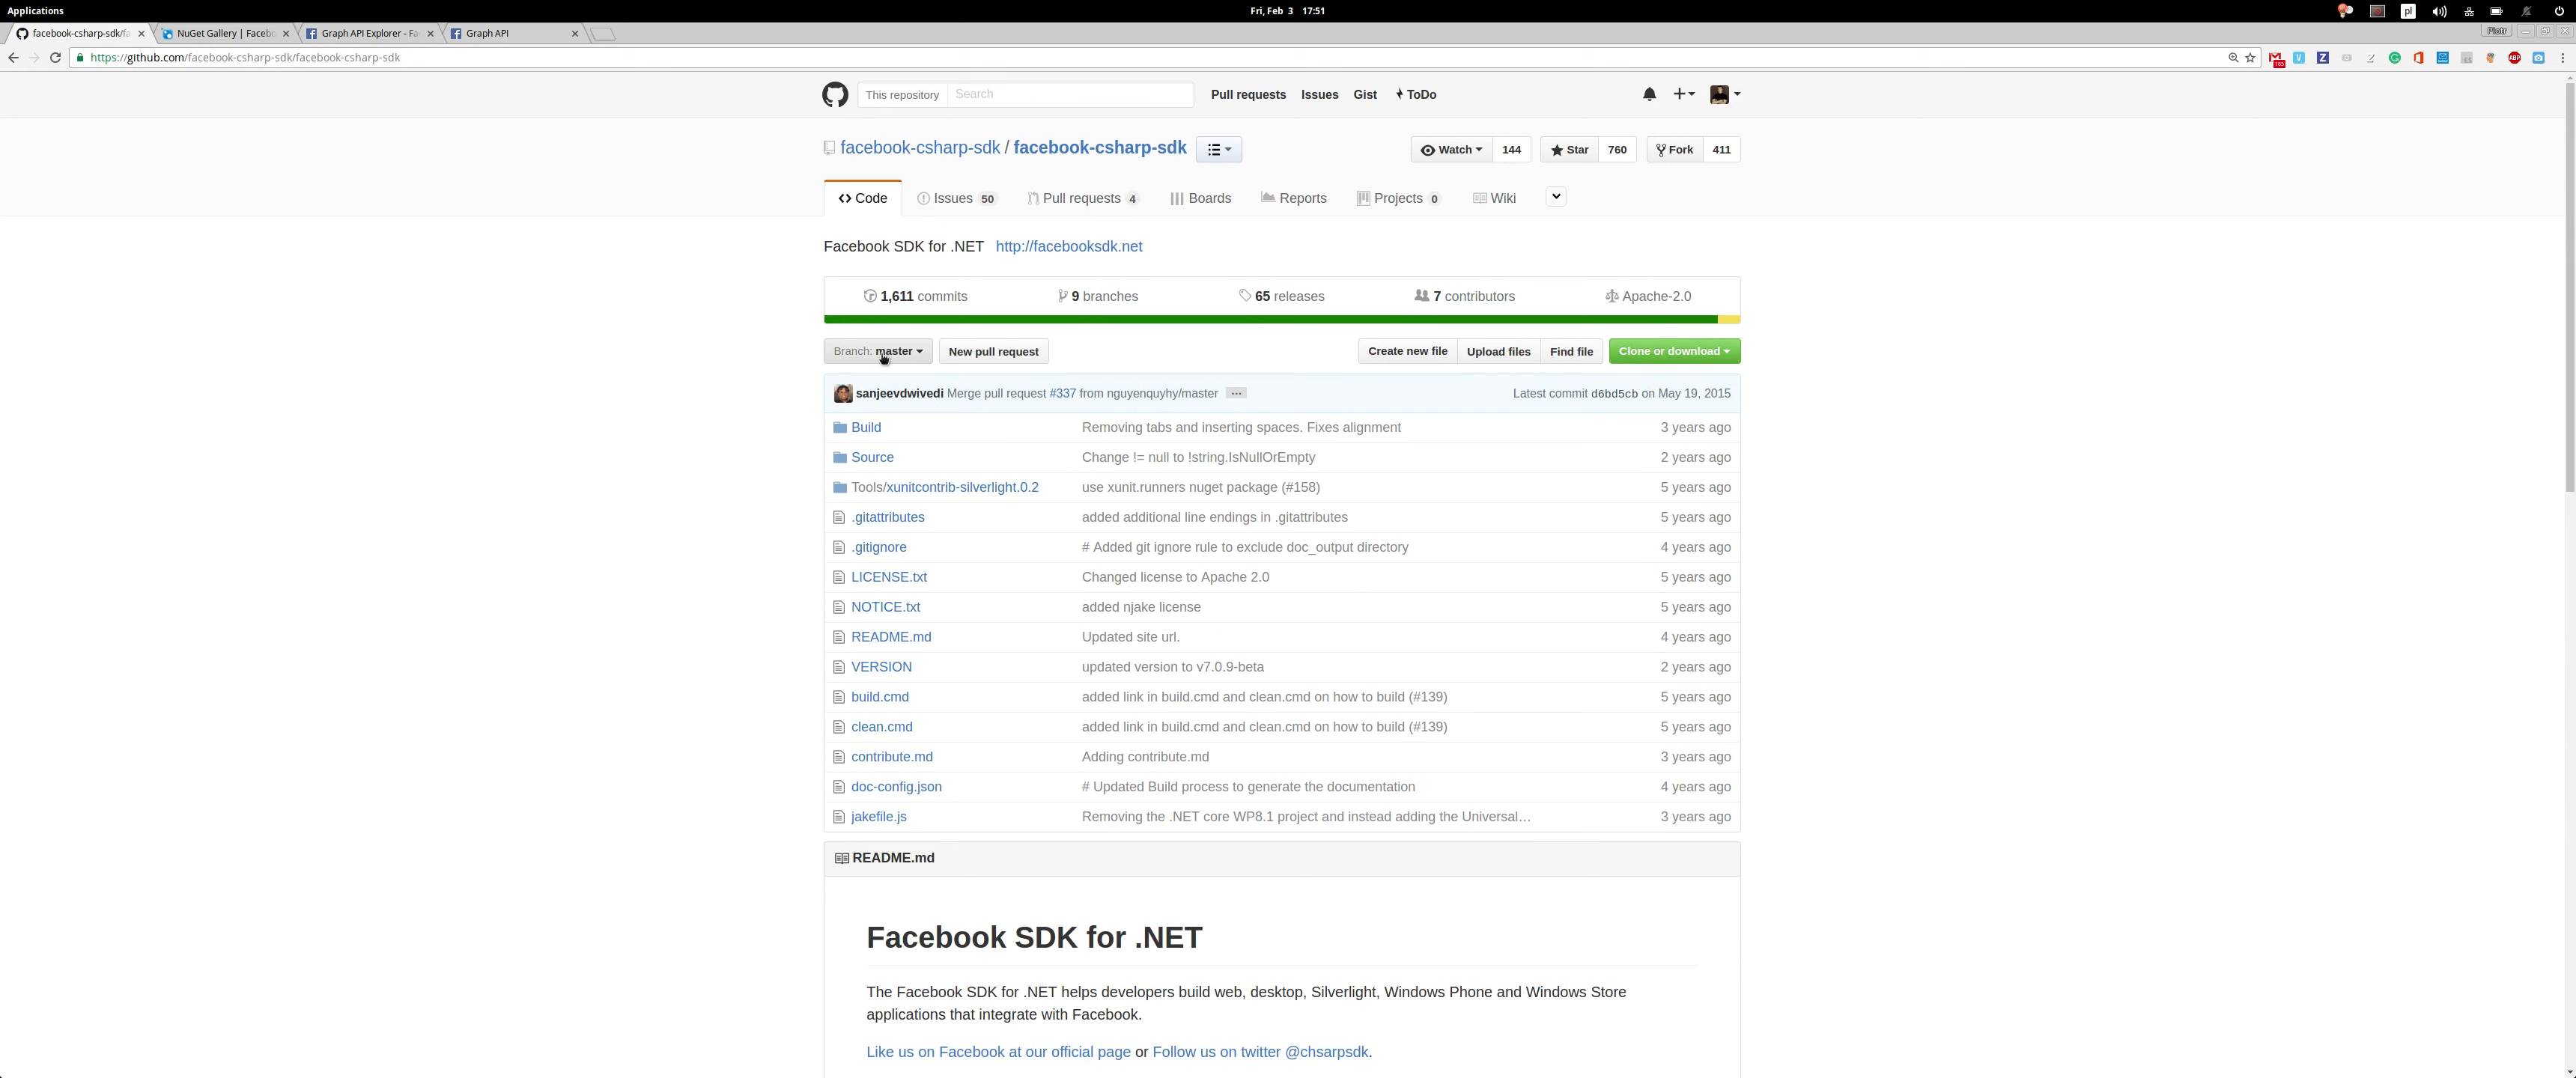 Applications
Fri, Feb 3 17:51
pl
facebook-csharp-sdk/fa
NuGet Gallery | Facebo
Graph API Explorer - Fa
Graph API
Piotr
https://github.com/facebook-csharp-sdk/facebook-csharp-sdk
This repository Search
Pull requests Issues Gist ToDo
facebook-csharp-sdk / facebook-csharp-sdk
Watch 144 Star 760 Fork 411
Code Issues 50 Pull requests 4 Boards Reports Projects 0 Wiki
Facebook SDK for .NET http://facebooksdk.net
1,611 commits 9 branches 65 releases 7 contributors Apache-2.0
Branch: master New pull request Create new file Upload files Find file Clone or download
sanjeevdwivedi Merge pull request #337 from nguyenquyhy/master … Latest commit d6bd5cb on May 19, 2015
Build Removing tabs and inserting spaces. Fixes alignment 3 years ago
Source Change != null to !string.IsNullOrEmpty 2 years ago
Tools/xunitcontrib-silverlight.0.2 use xunit.runners nuget package (#158) 5 years ago
.gitattributes added additional line endings in .gitattributes 5 years ago
.gitignore # Added git ignore rule to exclude doc_output directory 4 years ago
LICENSE.txt Changed license to Apache 2.0 5 years ago
NOTICE.txt added njake license 5 years ago
README.md Updated site url. 4 years ago
VERSION updated version to v7.0.9-beta 2 years ago
build.cmd added link in build.cmd and clean.cmd on how to build (#139) 5 years ago
clean.cmd added link in build.cmd and clean.cmd on how to build (#139) 5 years ago
contribute.md Adding contribute.md 3 years ago
doc-config.json # Updated Build process to generate the documentation 4 years ago
jakefile.js Removing the .NET core WP8.1 project and instead adding the Universal… 3 years ago
README.md
Facebook SDK for .NET
The Facebook SDK for .NET helps developers build web, desktop, Silverlight, Windows Phone and Windows Store
applications that integrate with Facebook.
Like us on Facebook at our official page or Follow us on twitter @chsarpsdk.